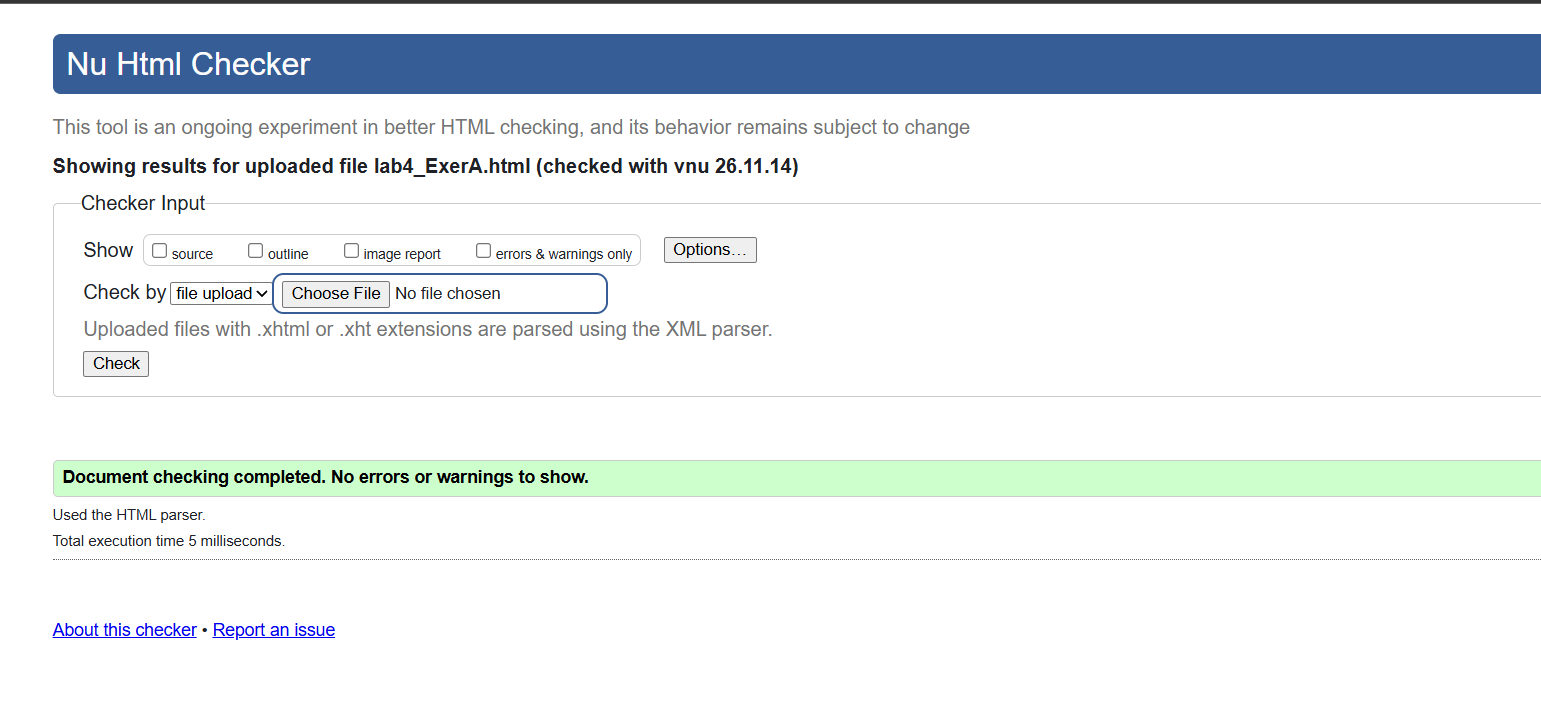 Nu Html Checker
This tool is an ongoing experiment in better HTML checking, and its behavior remains subject to change
Showing results for uploaded file lab4_ExerA.html (checked with vnu 26.11.14)
Checker Input
Show source outline image report errors & warnings only Options…
Check by file upload Choose File No file chosen
Uploaded files with .xhtml or .xht extensions are parsed using the XML parser.
Check
Document checking completed. No errors or warnings to show.
Used the HTML parser.
Total execution time 5 milliseconds.
About this checker • Report an issue